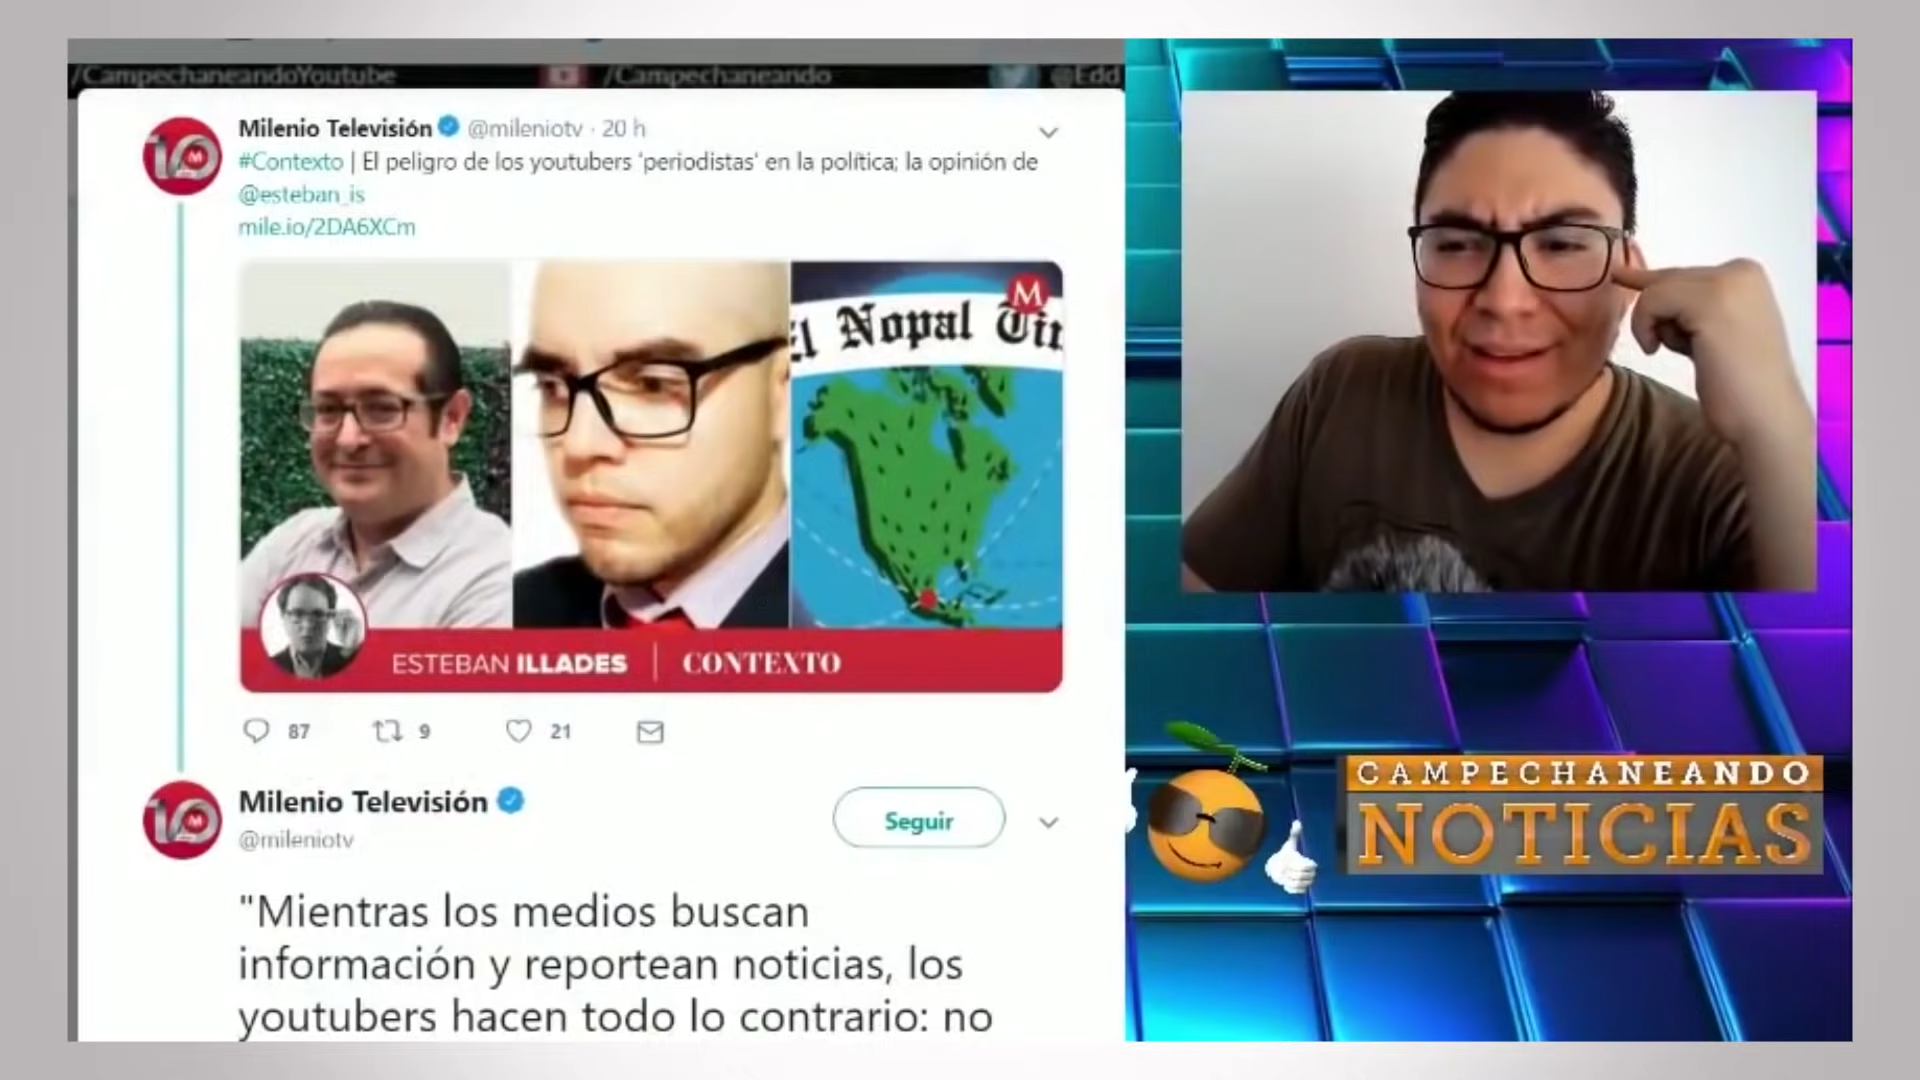 /CampechaneandoYoutube
/Campechaneando
@Edd
Milenio Televisión @mileniotv · 20 h
#Contexto | El peligro de los youtubers 'periodistas' en la política; la opinión de
@esteban_is
mile.io/2DA6XCm
M
El Nopal Tim
ESTEBAN ILLADES | CONTEXTO
87
9
21
Milenio Televisión
@mileniotv
Seguir
"Mientras los medios buscan
información y reportean noticias, los
youtubers hacen todo lo contrario: no
CAMPECHANEANDO
NOTICIAS